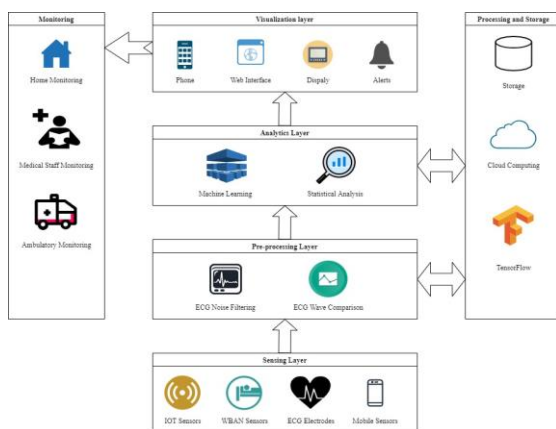 Monitoring
Home Monitoring
Medical Staff Monitoring
Ambulatory Monitoring
Visualization layer
Phone
Web Interface
Dispaly
Alerts
Analytics Layer
Machine Learning
Statistical Analysis
Pre-processing Layer
ECG Noise Filtering
ECG Wave Comparison
Sensing Layer
IOT Sensors
WBAN Sensors
ECG Electrodes
Mobile Sensors
Processing and Storage
Storage
Cloud Computing
TensorFlow